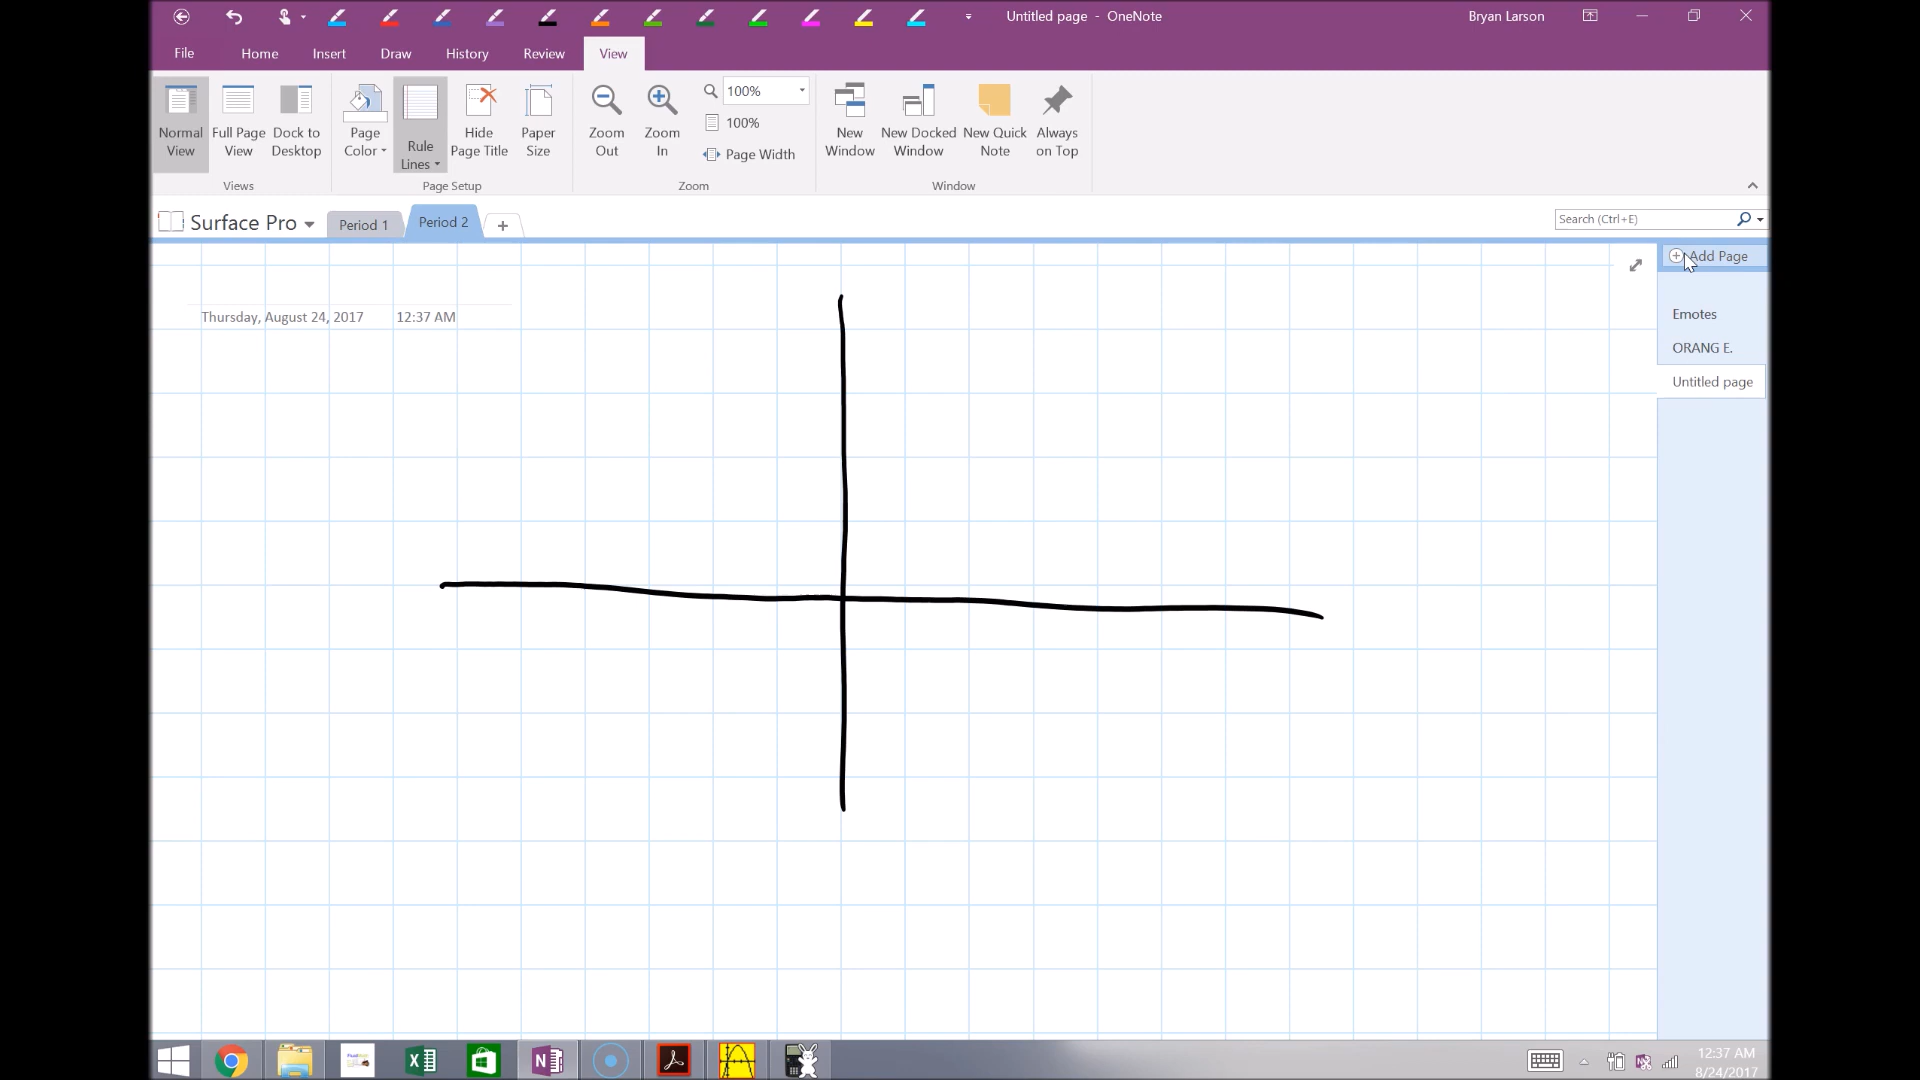 Untitled page - OneNote
Bryan Larson
File Home Insert Draw History Review View
Normal View
Full Page View
Dock to Desktop
Views
Page Color
Rule Lines
Hide Page Title
Paper Size
Page Setup
Zoom Out
Zoom In
100%
100%
Page Width
Zoom
New Window
New Docked Window
New Quick Note
Always on Top
Window
Surface Pro
Period 1
Period 2
Search (Ctrl+E)
Add Page
Emotes
ORANG E.
Untitled page
Thursday, August 24, 2017 12:37 AM
12:37 AM
8/24/2017